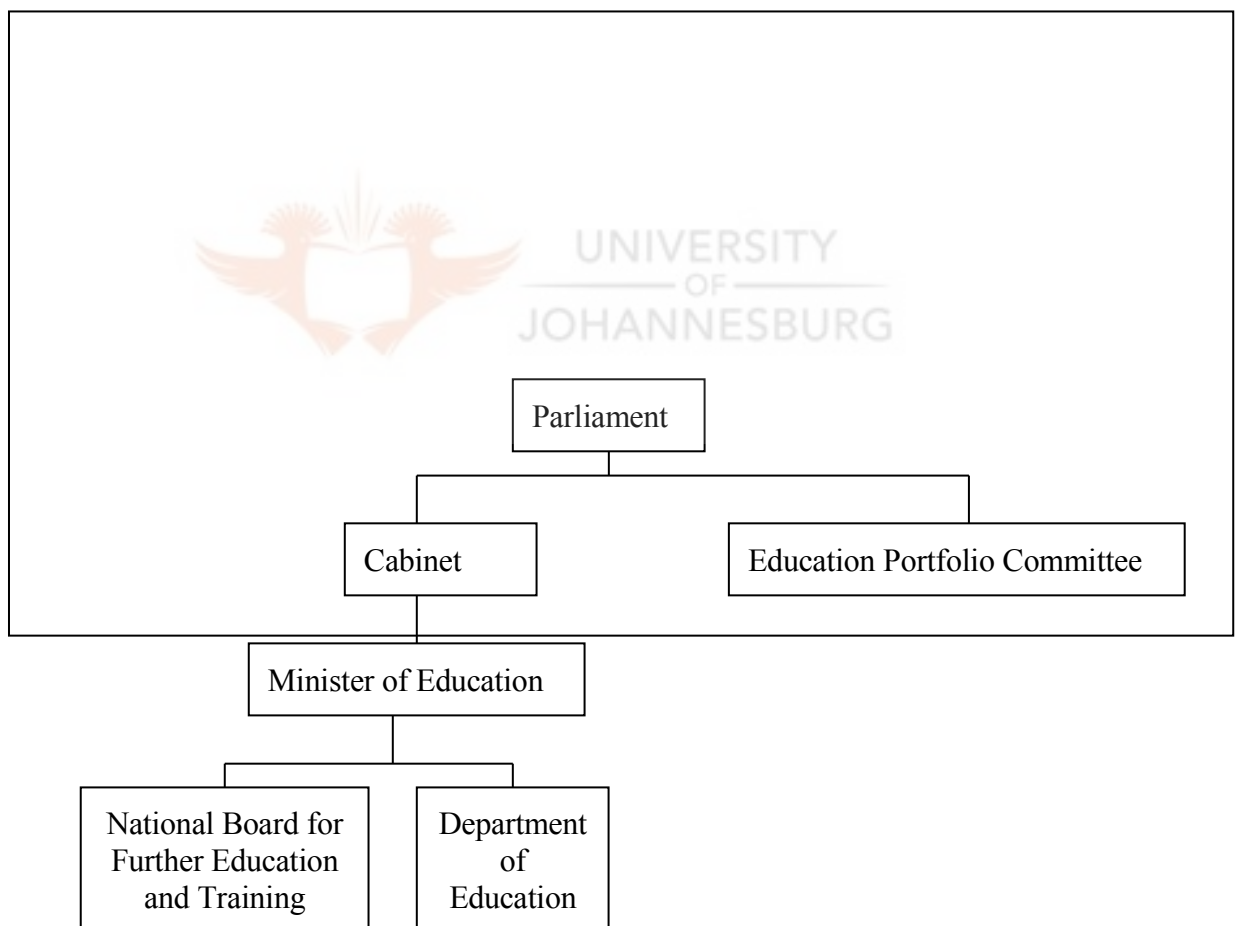 UNIVERSITY
OF
JOHANNESBURG
Parliament
Cabinet
Education Portfolio Committee
Minister of Education
National Board for
Further Education
and Training
Department
of
Education